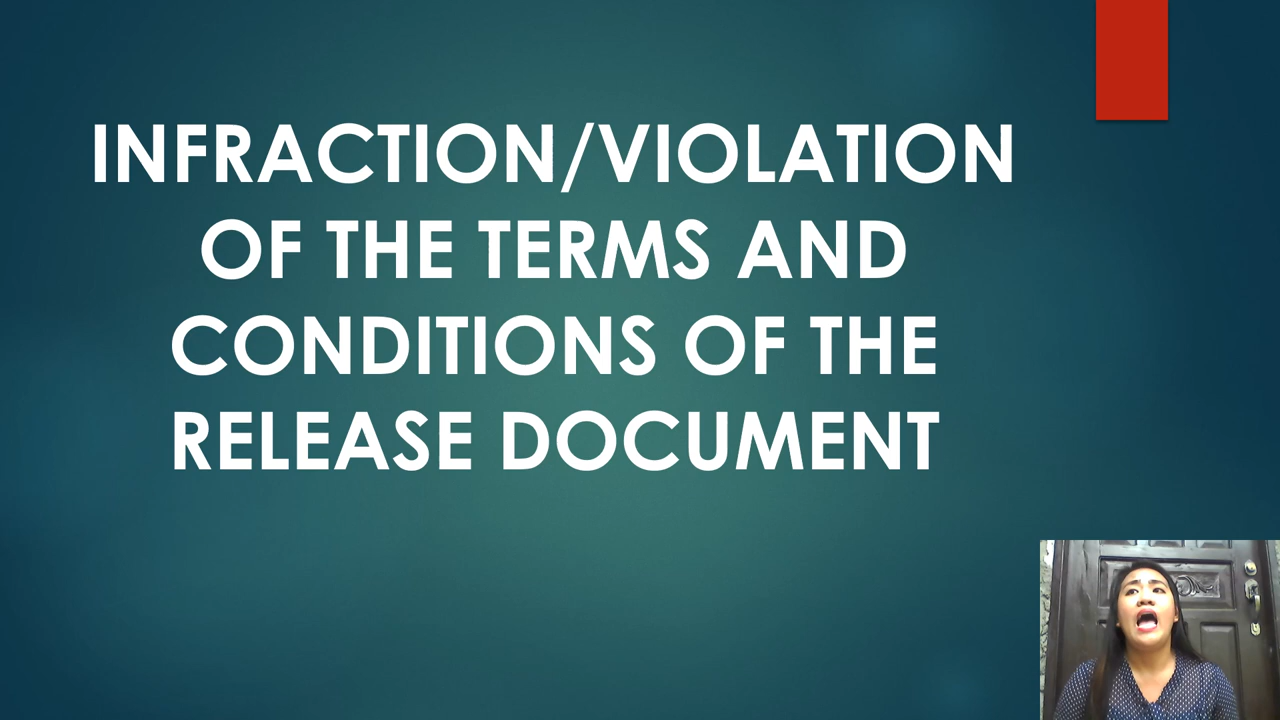 INFRACTION/VIOLATION
OF THE TERMS AND
CONDITIONS OF THE
RELEASE DOCUMENT